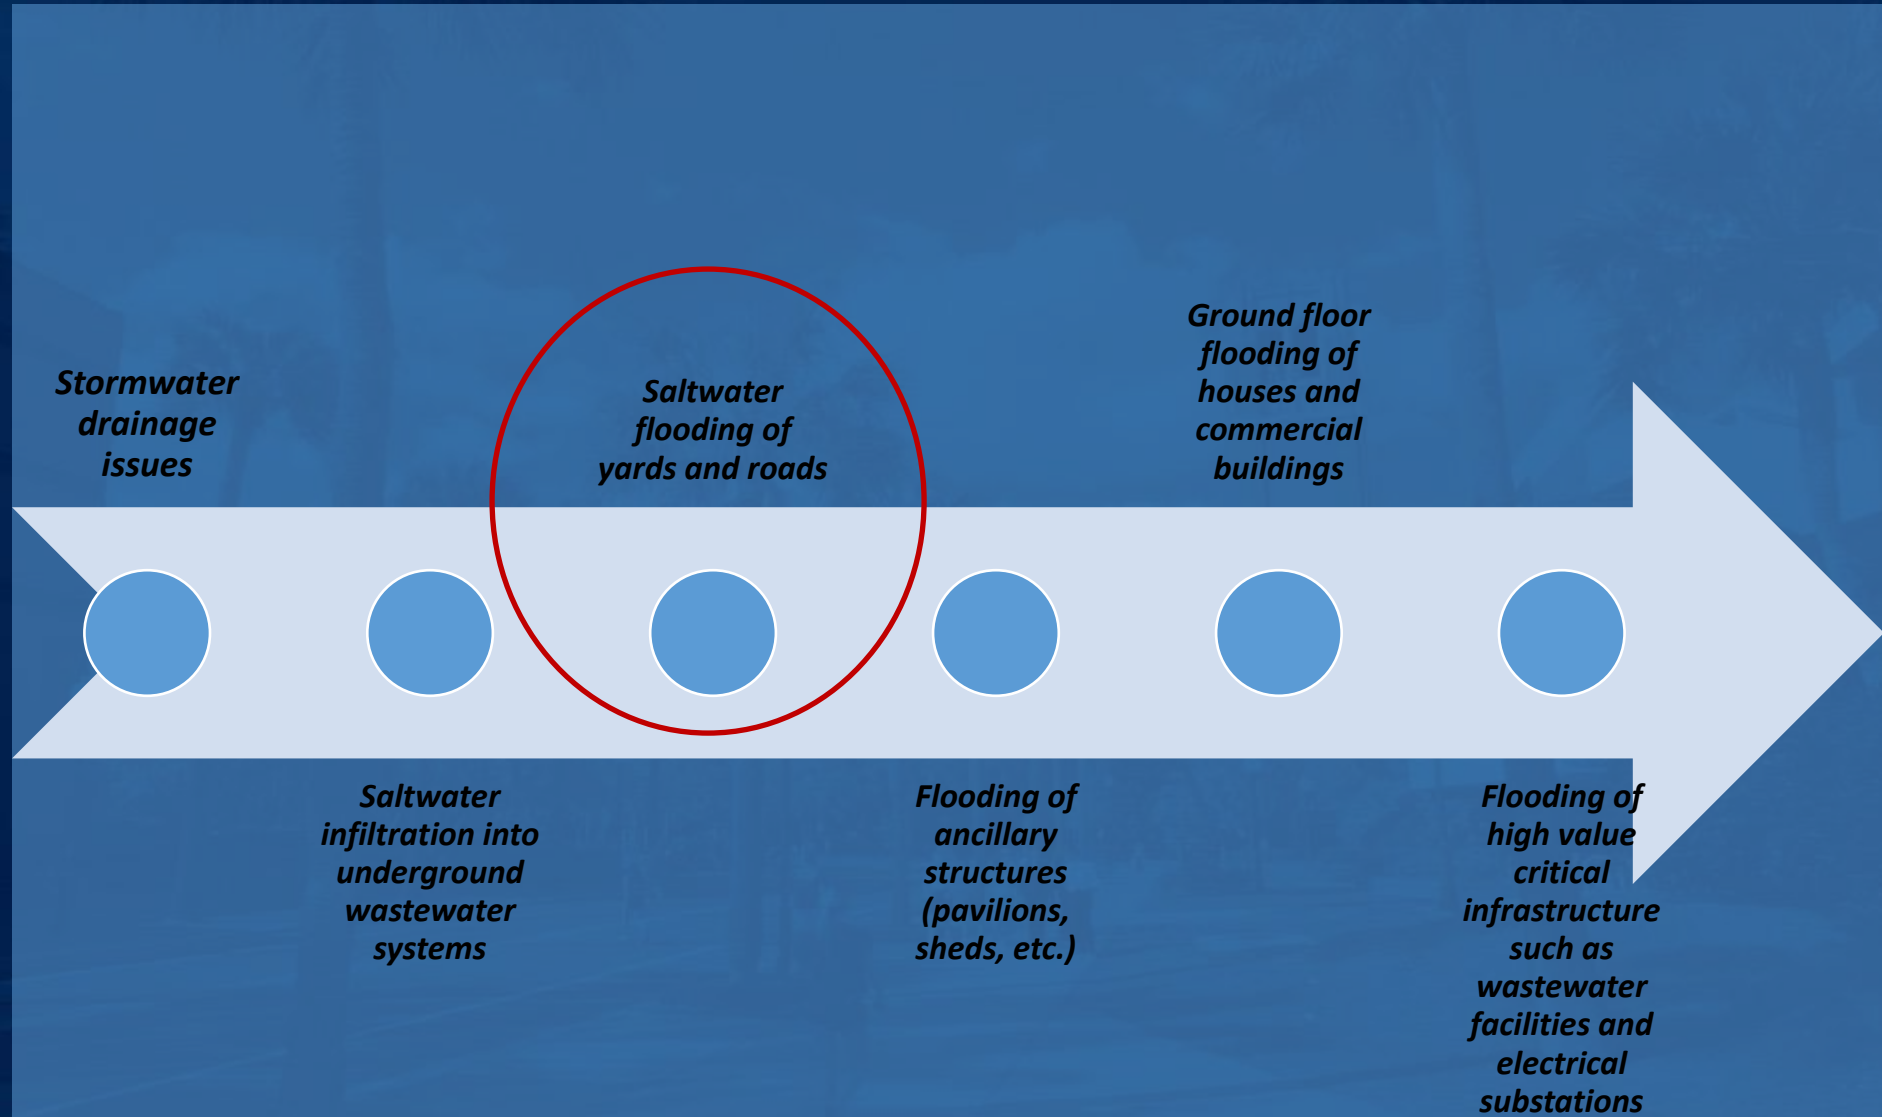 Stormwater
drainage
issues
Saltwater
infiltration into
underground
wastewater
systems
Saltwater
flooding of
yards and roads
Flooding of
ancillary
structures
(pavilions,
sheds, etc.)
Ground floor
flooding of
houses and
commercial
buildings
Flooding of
high value
critical
infrastructure
such as
wastewater
facilities and
electrical
substations